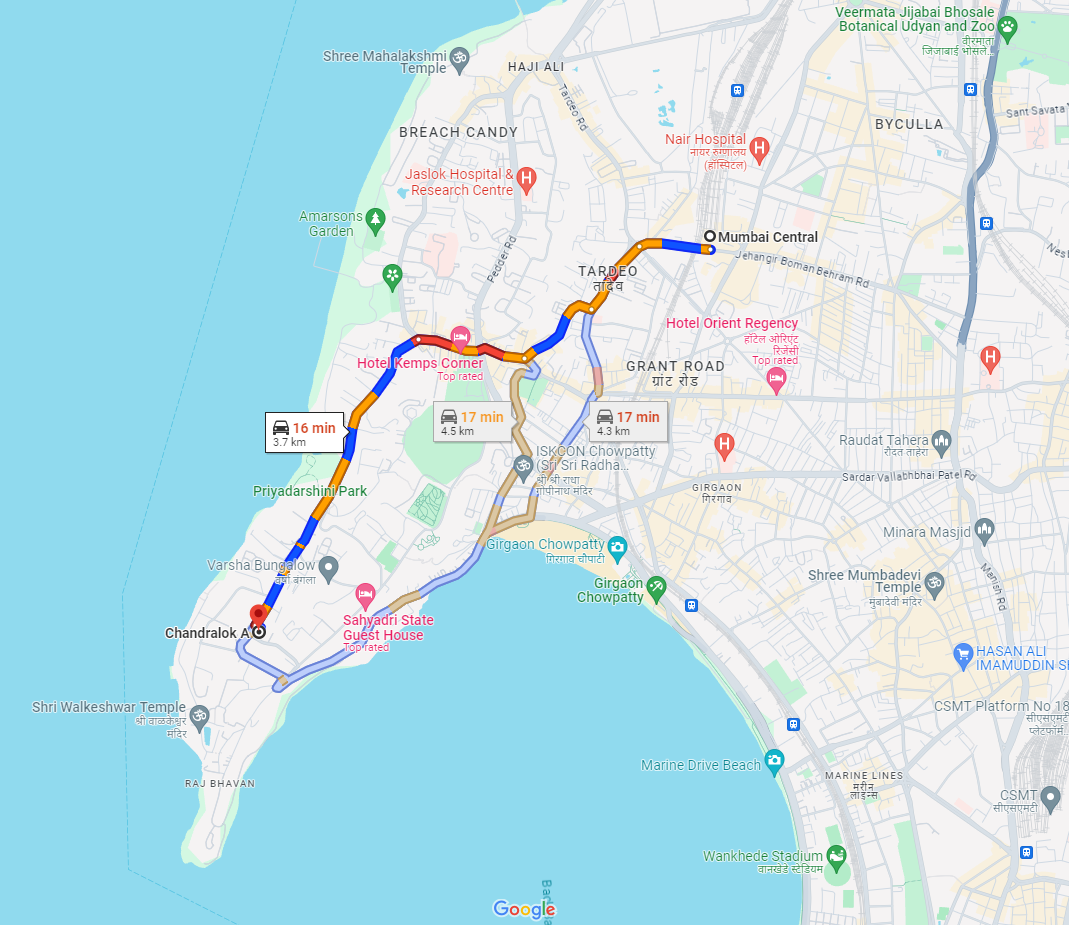 Veermata Jijabai Bhosale
Botanical Udyan and Zoo
वीरमाता
जिजाबाई भोसले...
Shree Mahalakshmi
Temple
HAJI ALI
Tardeo Rd
BYCULLA
Sant Savata
BREACH CANDY
Nair Hospital
नायर रुग्णालय
(हॉस्पिटल)
Jaslok Hospital &
Research Centre
Amarsons
Garden
Pedder Rd
Mumbai Central
Jehangir Boman Behram Rd
TARDEO
तारदेव
Hotel Orient Regency
हॉटेल ओरिएंट
रिजेंसी
Top rated
Hotel Kemps Corner
Top rated
GRANT ROAD
ग्रांट रोड
16 min
3.7 km
17 min
4.5 km
17 min
4.3 km
ISKCON Chowpatty
(Sri Sri Radha...
श्री श्री राधा
गोपीनाथ मंदिर
Raudat Tahera
रौदत ताहेरा
Sardar Vallabhbhai Patel Rd
GIRGAON
गिरगाव
Priyadarshini Park
Minara Masjid
Girgaon Chowpatty
गिरगाव चौपाटी
Varsha Bungalow
वर्षा बंगला
Girgaon
Chowpatty
Shree Mumbadevi
Temple
मुंबादेवी मंदिर
Manish Rd
Sahyadri State
Guest House
Top rated
Chandralok A
HASAN ALI
IMAMUDDIN
Shri Walkeshwar Temple
श्री वाळकेश्वर
मंदिर
CSMT Platform No 18
सीएसएमटी
प्लेटफॉर्म...
RAJ BHAVAN
Marine Drive Beach
MARINE LINES
मरीन
लाइन्स
CSMT
सीएसएमटी
Wankhede Stadium
वानखेडे स्टेडियम
Google